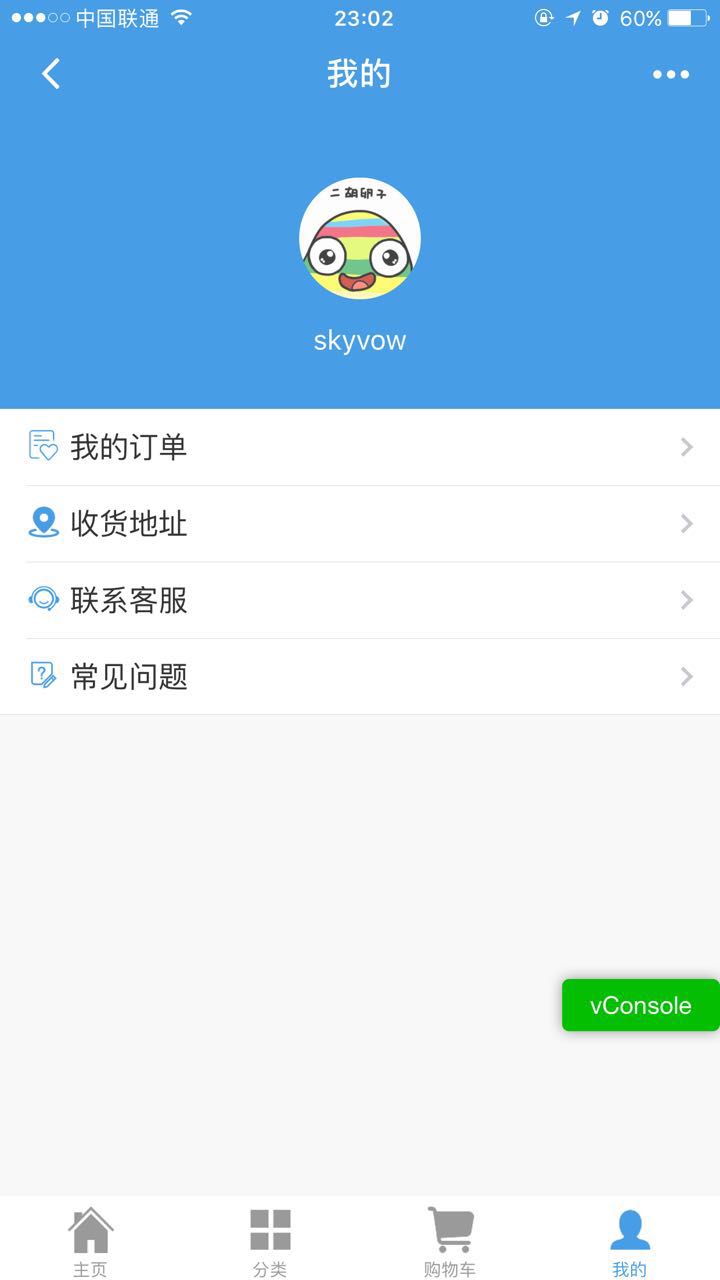 中国联通 23:02 60%
我的
二胡卵子
skyvow
我的订单
收货地址
联系客服
常见问题
vConsole
主页 分类 购物车 我的